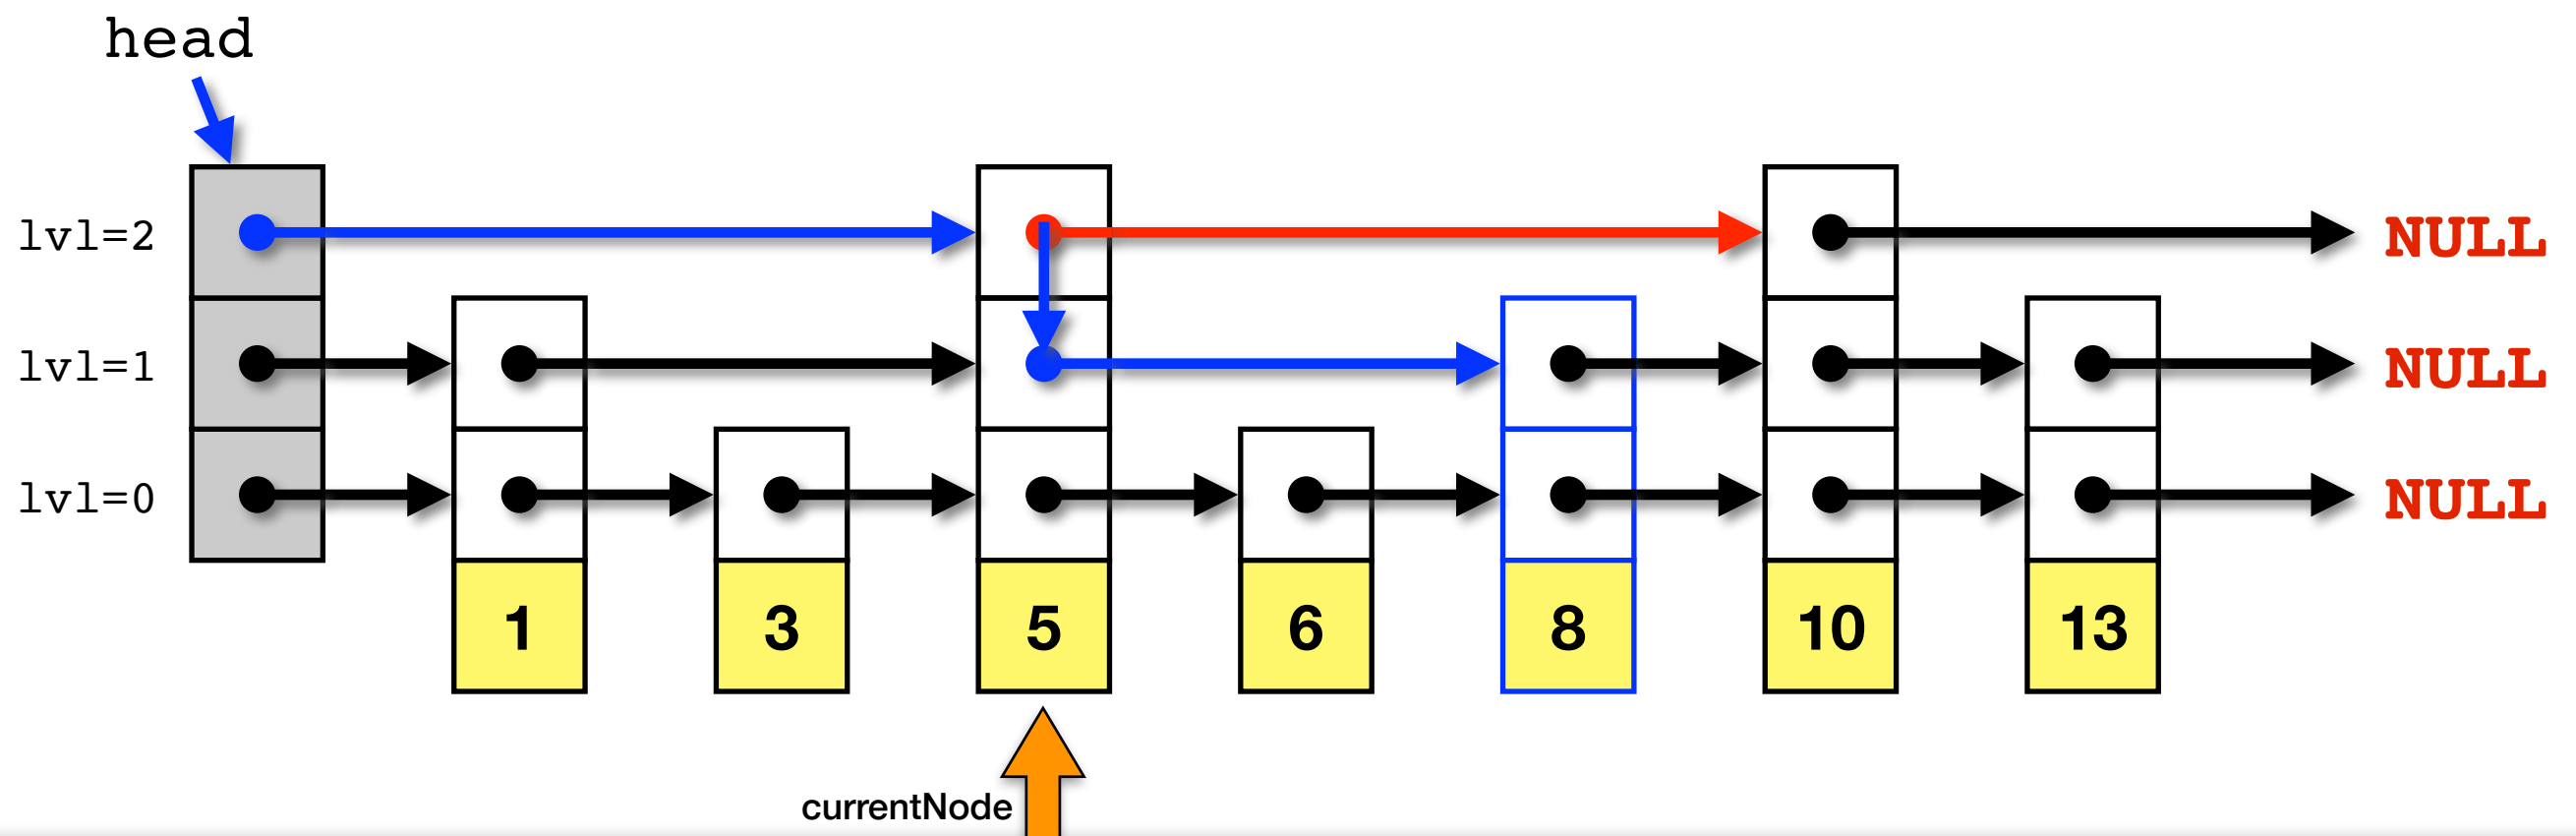 head
lvl=2 NULL
lvl=1 NULL
lvl=0 NULL
1 3 5 6 8 10 13
currentNode